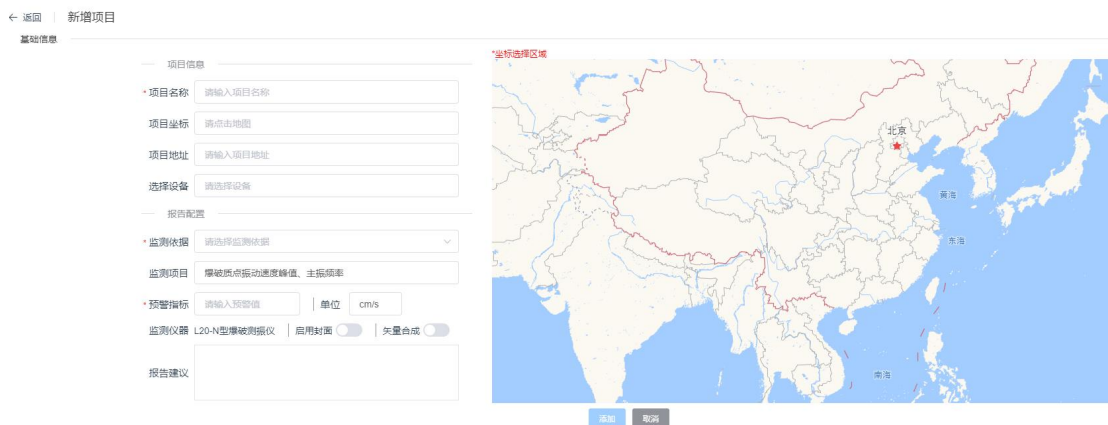 ← 返回 新增项目
基础信息
项目信息
*项目名称 请输入项目名称
项目坐标 请点击地图
项目地址 请输入项目地址
选择设备 请选择设备
报告配置
*监测依据 请选择监测依据
监测项目 爆破质点振动速度峰值、主振频率
*预警指标 请输入预警值 单位 cm/s
监测仪器 L20-N型爆破测振仪 启用封面 矢量合成
报告建议
*坐标选择区域
北京
黄海
东海
南海
添加 取消